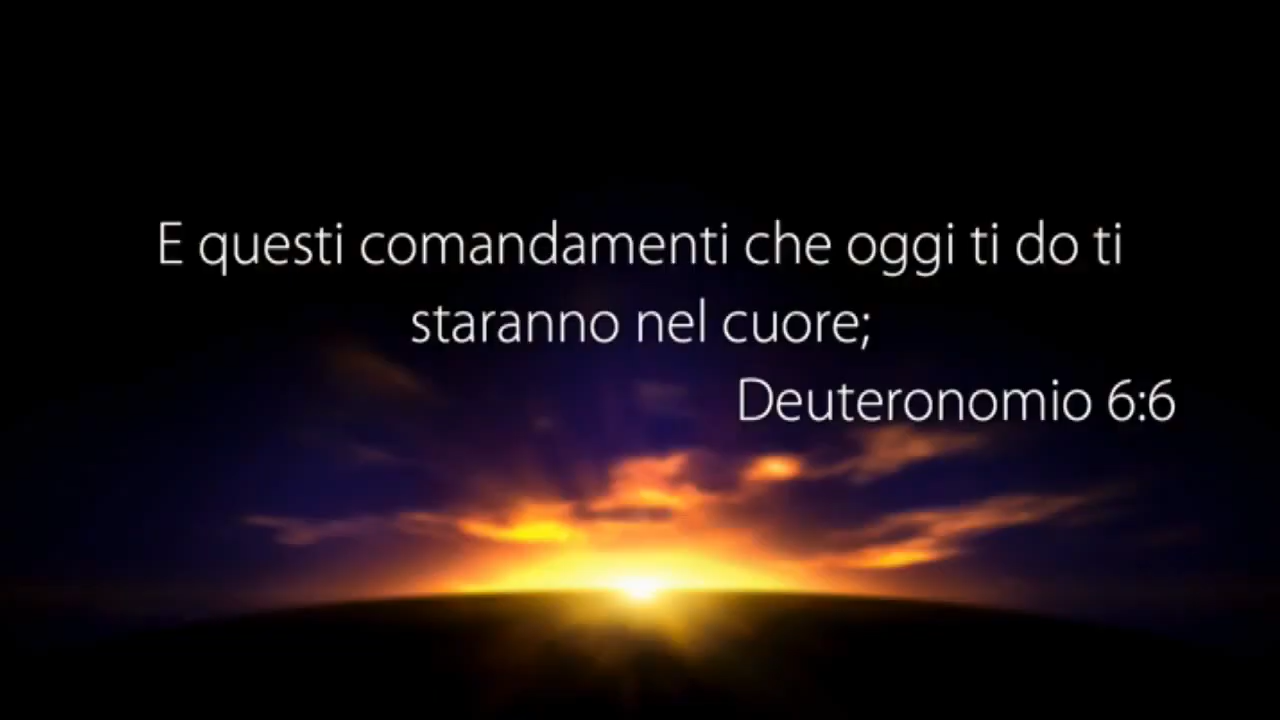 E questi comandamenti che oggi ti do ti
staranno nel cuore;
Deuteronomio 6:6